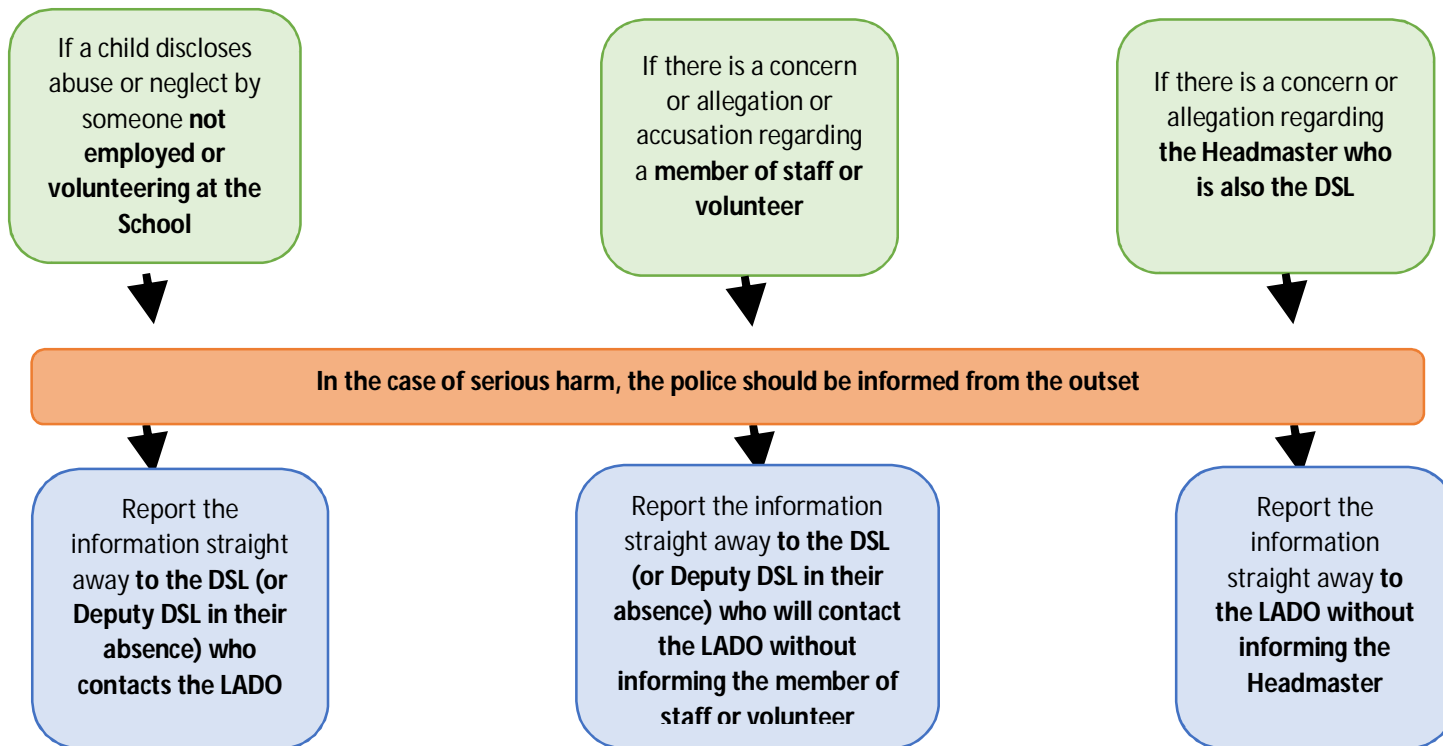 If a child discloses
abuse or neglect by
someone not
employed or
volunteering at the
School
If there is a concern
or allegation or
accusation regarding
a member of staff or
volunteer
If there is a concern or
allegation regarding
the Headmaster who
is also the DSL
In the case of serious harm, the police should be informed from the outset
Report the
information straight
away to the DSL (or
Deputy DSL in their
absence) who
contacts the LADO
Report the information
straight away to the DSL
(or Deputy DSL in their
absence) who will contact
the LADO without
informing the member of
staff or volunteer
Report the
information
straight away to
the LADO without
informing the
Headmaster